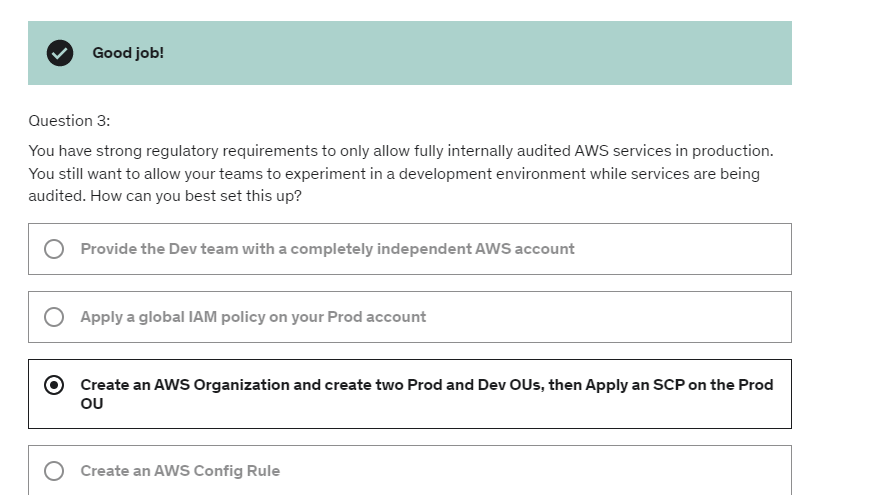 Good job!
Question 3:
You have strong regulatory requirements to only allow fully internally audited AWS services in production.
You still want to allow your teams to experiment in a development environment while services are being
audited. How can you best set this up?
Provide the Dev team with a completely independent AWS account
Apply a global IAM policy on your Prod account
Create an AWS Organization and create two Prod and Dev OUs, then Apply an SCP on the Prod
OU
Create an AWS Config Rule